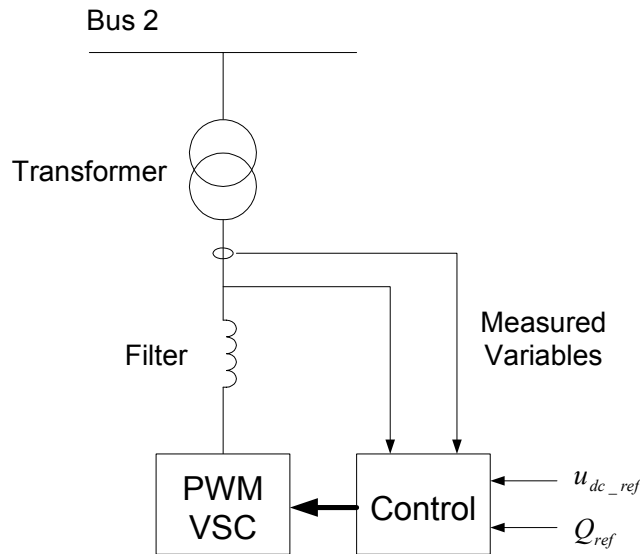 Bus 2
Transformer
Measured
Variables
Filter
PWM
VSC
Control
u_dc_ref
Q_ref